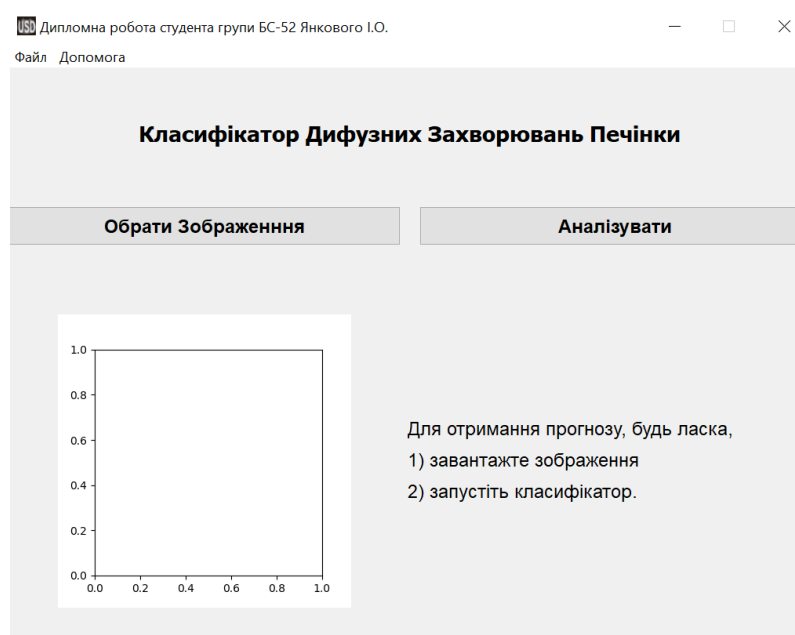 USD Дипломна робота студента групи БС-52 Янкового І.О.
Файл Допомога
Класифікатор Дифузних Захворювань Печінки
Обрати Зображенння Аналізувати
1.0
0.8
0.6
0.4
0.2
0.0
0.0 0.2 0.4 0.6 0.8 1.0
Для отримання прогнозу, будь ласка,
1) завантажте зображення
2) запустіть класифікатор.